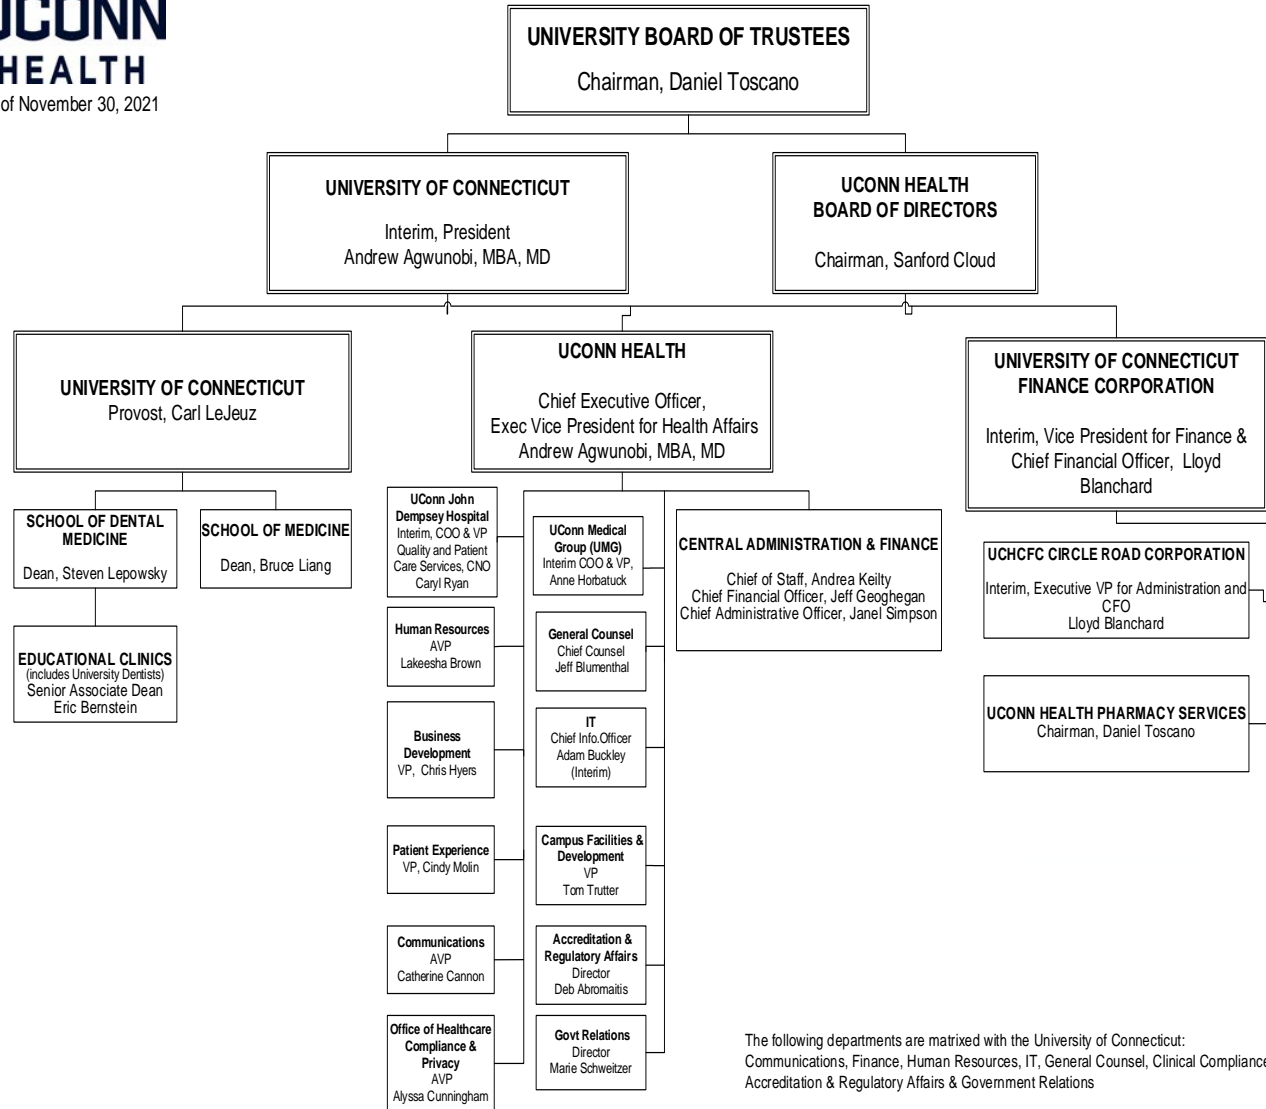 UCONN
HEALTH
of November 30, 2021
UNIVERSITY BOARD OF TRUSTEES
Chairman, Daniel Toscano
UNIVERSITY OF CONNECTICUT
Interim, President
Andrew Agwunobi, MBA, MD
UCONN HEALTH
BOARD OF DIRECTORS
Chairman, Sanford Cloud
UNIVERSITY OF CONNECTICUT
Provost, Carl LeJeuz
UCONN HEALTH
Chief Executive Officer,
Exec Vice President for Health Affairs
Andrew Agwunobi, MBA, MD
UNIVERSITY OF CONNECTICUT
FINANCE CORPORATION
Interim, Vice President for Finance &
Chief Financial Officer, Lloyd
Blanchard
SCHOOL OF DENTAL
MEDICINE
Dean, Steven Lepowsky
SCHOOL OF MEDICINE
Dean, Bruce Liang
EDUCATIONAL CLINICS
(includes University Dentists)
Senior Associate Dean
Eric Bernstein
UConn John
Dempsey Hospital
Interim, COO & VP
Quality and Patient
Care Services, CNO
Caryl Ryan
UConn Medical
Group (UMG)
Interim COO & VP,
Anne Horbatuck
CENTRAL ADMINISTRATION & FINANCE
Chief of Staff, Andrea Keilty
Chief Financial Officer, Jeff Geoghegan
Chief Administrative Officer, Janel Simpson
UCHCFC CIRCLE ROAD CORPORATION
Interim, Executive VP for Administration and
CFO
Lloyd Blanchard
Human Resources
AVP
Lakeesha Brown
General Counsel
Chief Counsel
Jeff Blumenthal
UCONN HEALTH PHARMACY SERVICES
Chairman, Daniel Toscano
Business
Development
VP, Chris Hyers
IT
Chief Info.Officer
Adam Buckley
(Interim)
Patient Experience
VP, Cindy Molin
Campus Facilities &
Development
VP
Tom Trutter
Communications
AVP
Catherine Cannon
Accreditation &
Regulatory Affairs
Director
Deb Abromaitis
Office of Healthcare
Compliance &
Privacy
AVP
Alyssa Cunningham
Govt Relations
Director
Marie Schweitzer
The following departments are matrixed with the University of Connecticut:
Communications, Finance, Human Resources, IT, General Counsel, Clinical Compliance
Accreditation & Regulatory Affairs & Government Relations